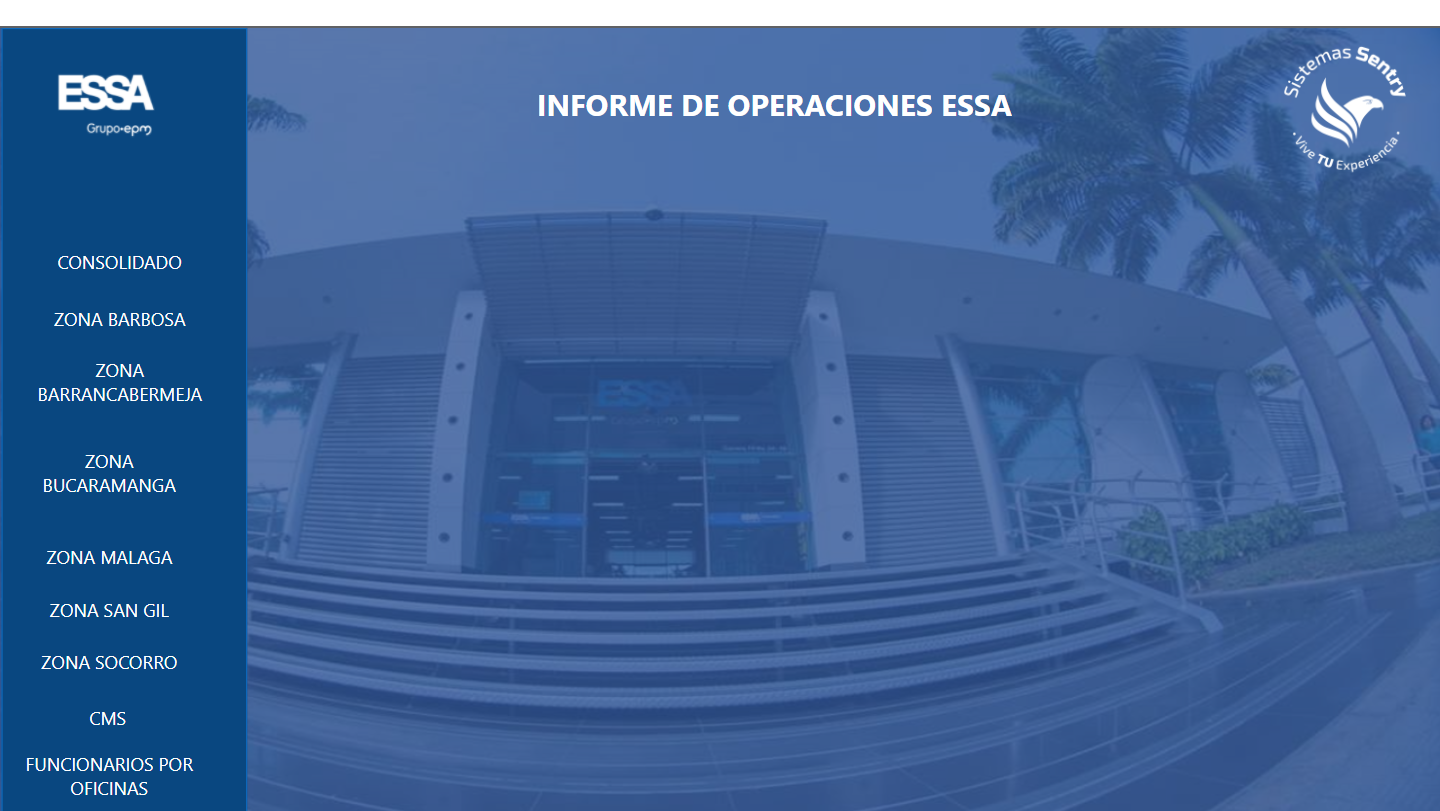 ESSA
Grupo·epm
INFORME DE OPERACIONES ESSA
Sistemas Sentry
· Vive TU Experiencia ·
CONSOLIDADO
ZONA BARBOSA
ZONA
BARRANCABERMEJA
ZONA
BUCARAMANGA
ZONA MALAGA
ZONA SAN GIL
ZONA SOCORRO
CMS
FUNCIONARIOS POR
OFICINAS
ESSA
Grupo·epm